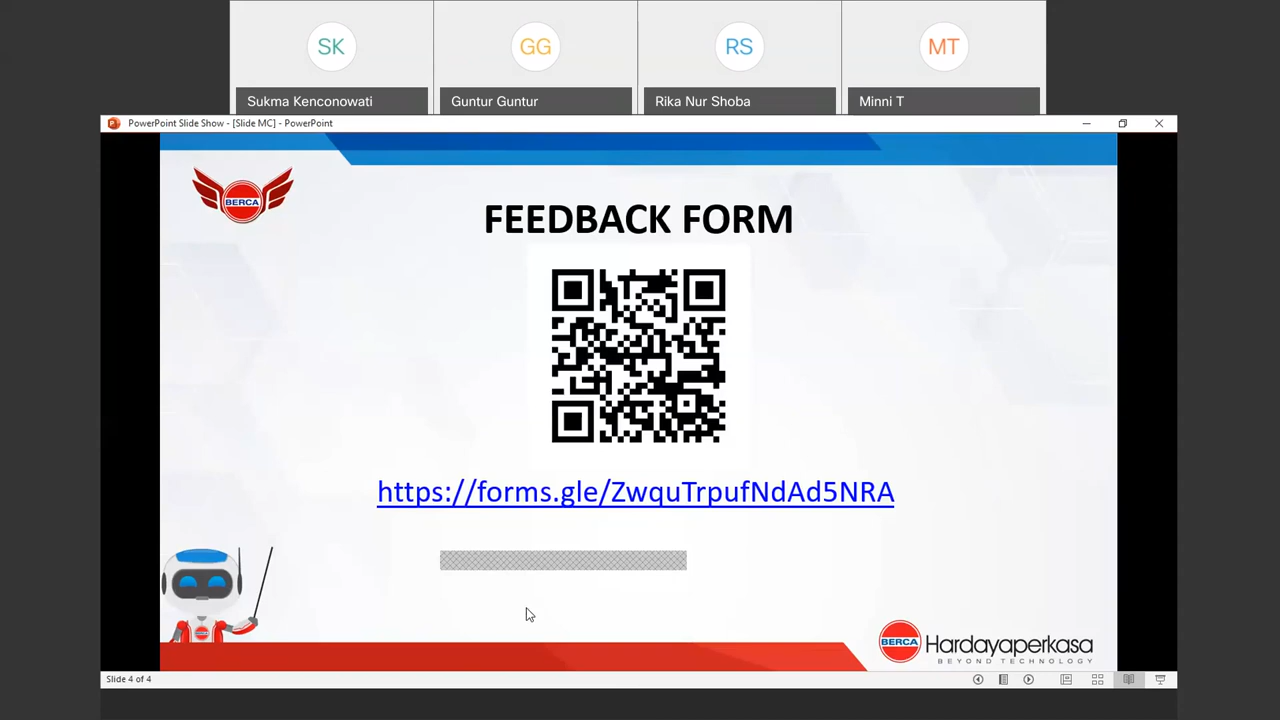 SK GG RS MT
Sukma Kenconowati Guntur Guntur Rika Nur Shoba Minni T
PowerPoint Slide Show - [Slide MC] - PowerPoint
BERCA
FEEDBACK FORM
https://forms.gle/ZwquTrpufNdAd5NRA
BERCA Hardayaperkasa
BEYOND TECHNOLOGY
Slide 4 of 4